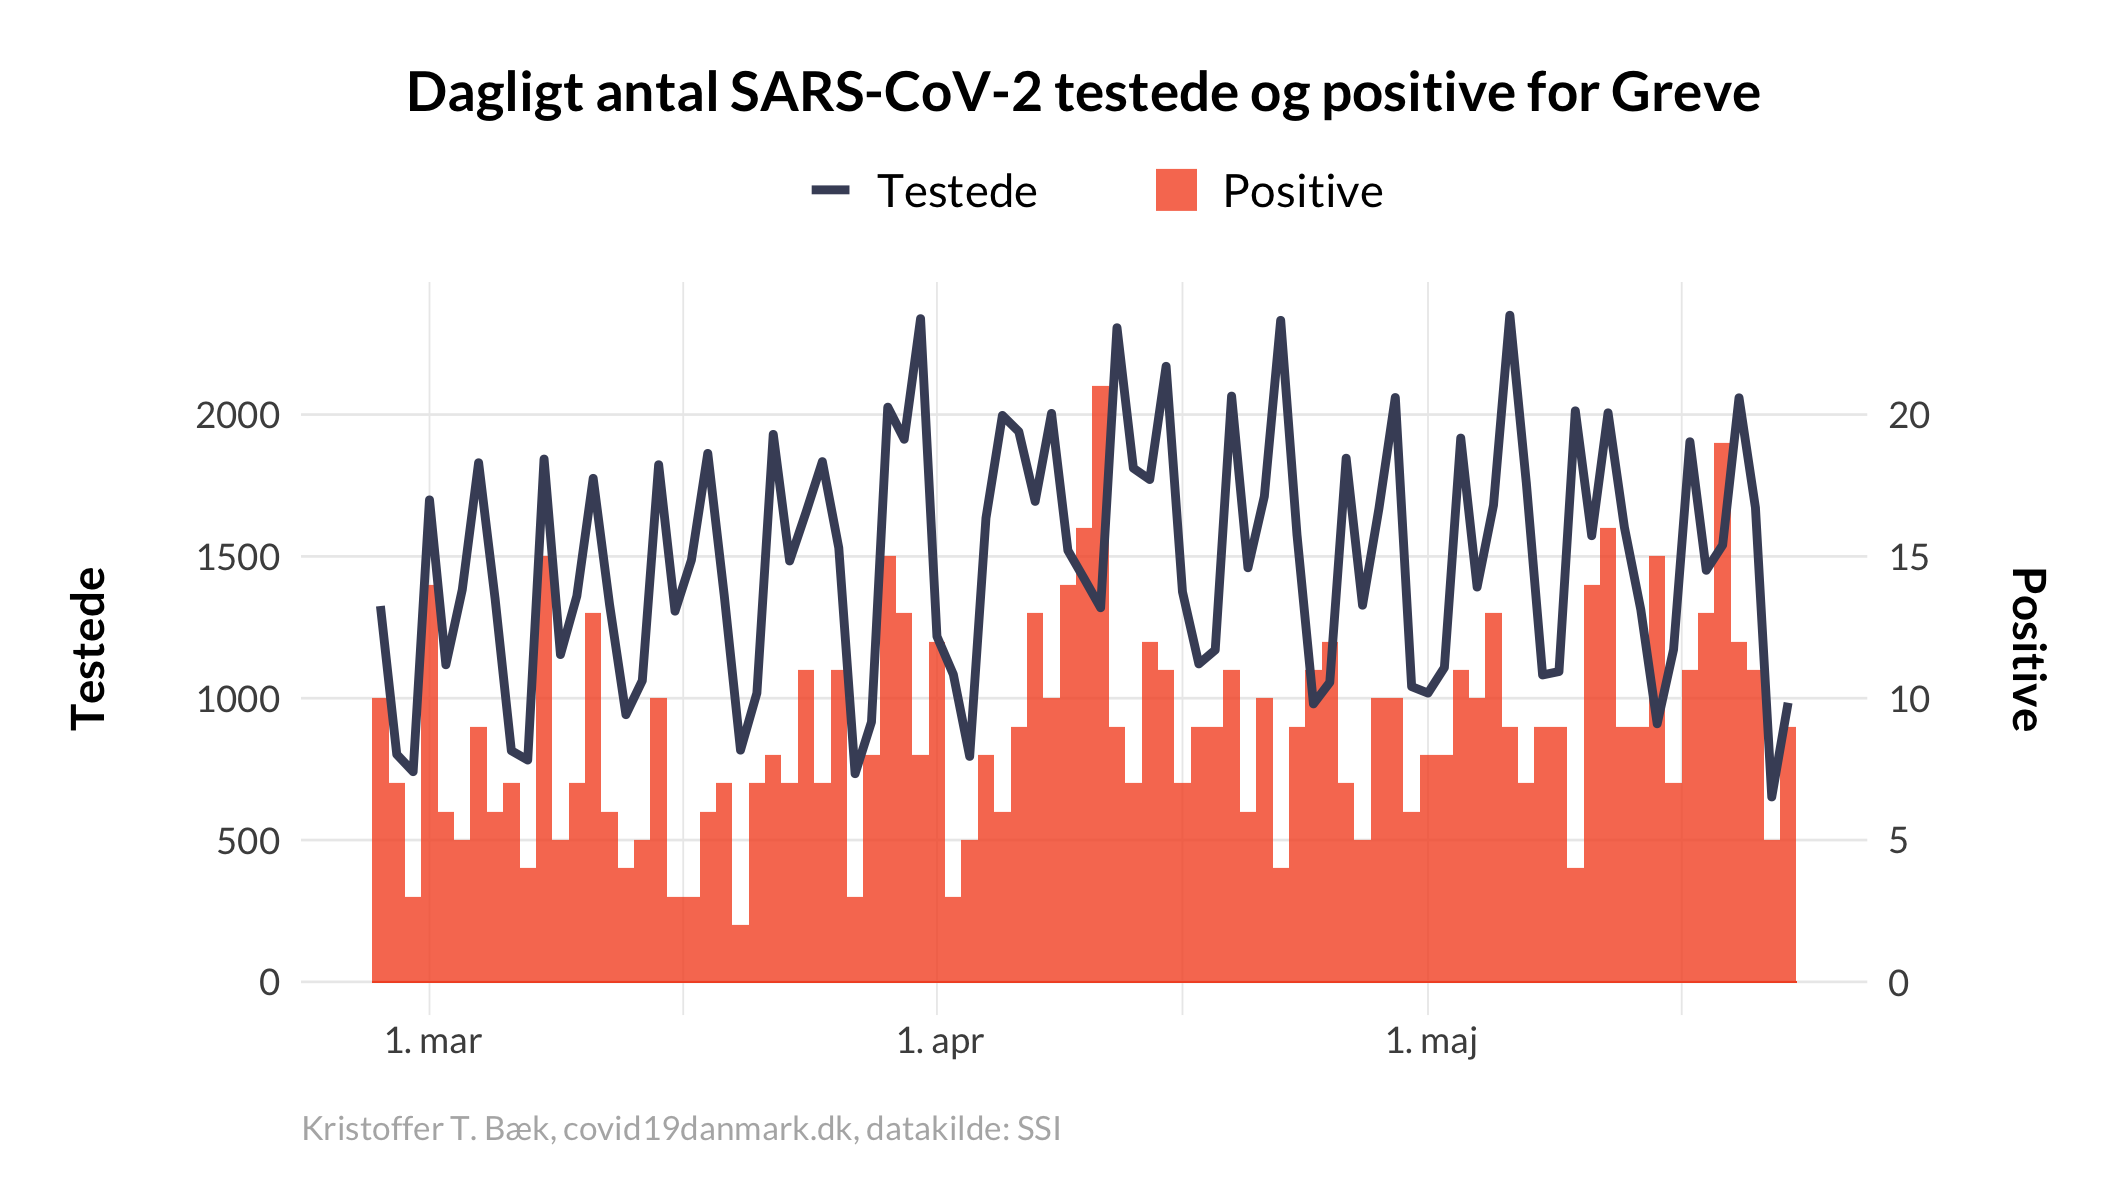 Dagligt antal SARS-CoV-2 testede og positive for Greve
Testede
Positive
2000
1500
1000
500
0
Testede
20
15
10
5
0
Positive
1. mar
1. apr
1. maj
Kristoffer T. Bæk, covid19danmark.dk, datakilde: SSI